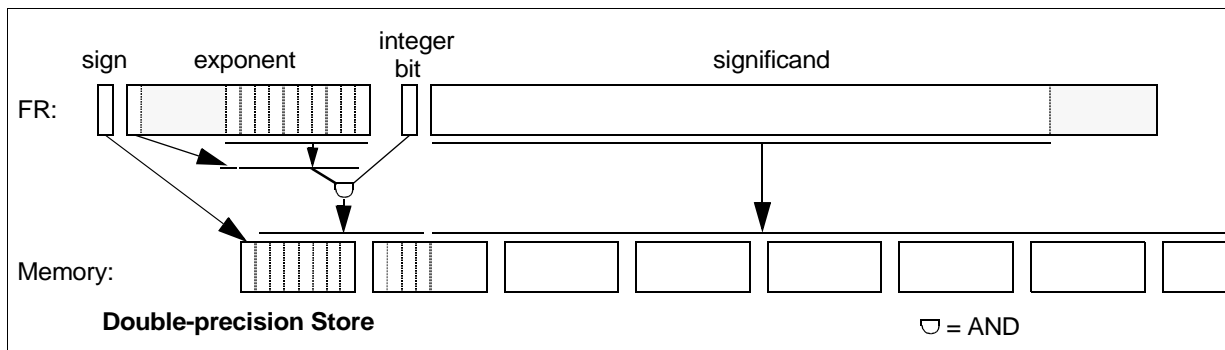 sign
exponent
integer
bit
significand
FR:
Memory:
Double-precision Store
= AND